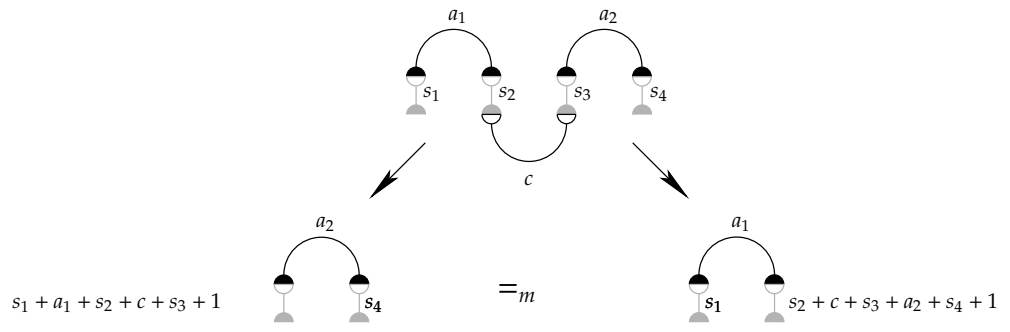 a₁ a₂
s₁ s₂ s₃ s₄
c
a₂ a₁
s₁ + a₁ + s₂ + c + s₃ + 1 s₄ =ₘ s₁ s₂ + c + s₃ + a₂ + s₄ + 1